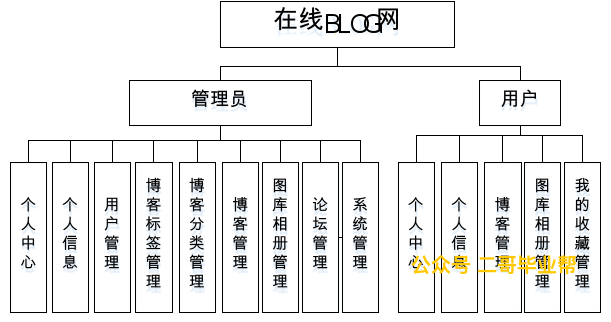 在线BLOG网
管理员
用户
个人中心
个人信息
用户管理
博客标签管理
博客分类管理
博客管理
图库相册管理
论坛管理
系统管理
个人中心
个人信息
博客管理
图库相册管理
我的收藏管理
公众号 二哥毕业帮